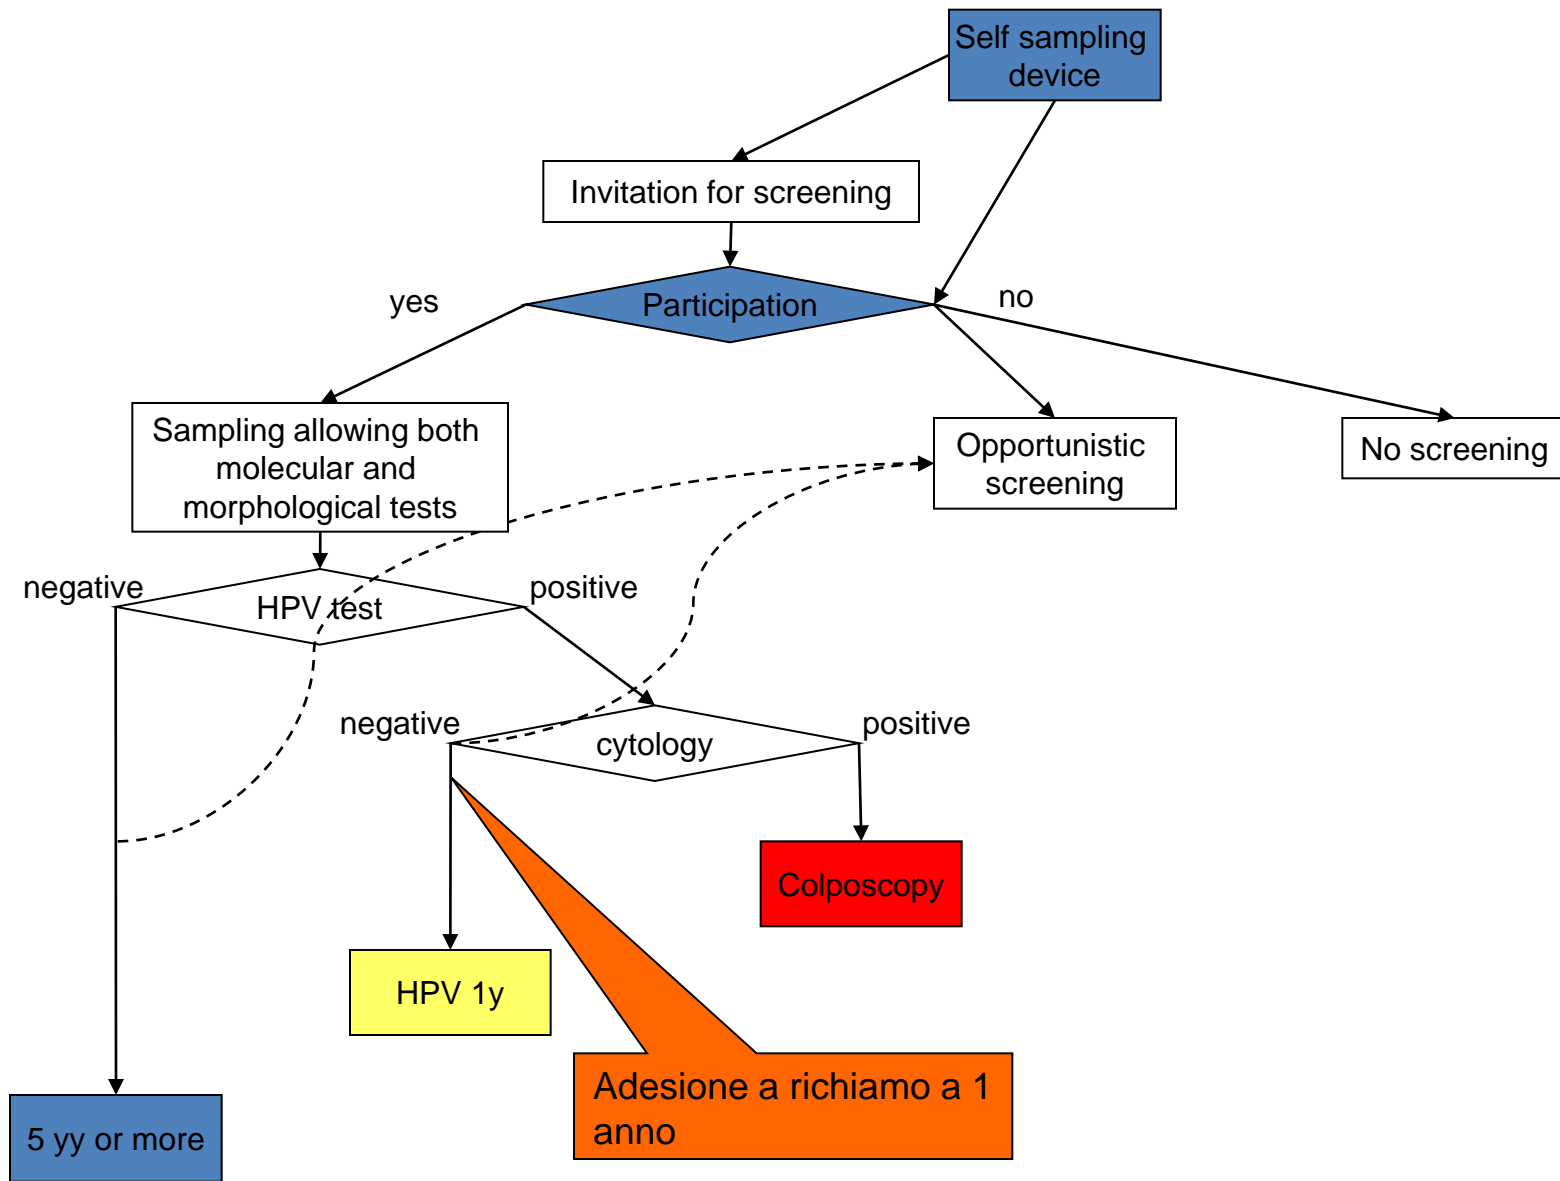 Self sampling
device
Invitation for screening
yes
Participation
no
Sampling allowing both
molecular and
morphological tests
Opportunistic
screening
No screening
negative
HPV test
positive
negative
cytology
positive
Colposcopy
HPV 1y
Adesione a richiamo a 1
anno
5 yy or more